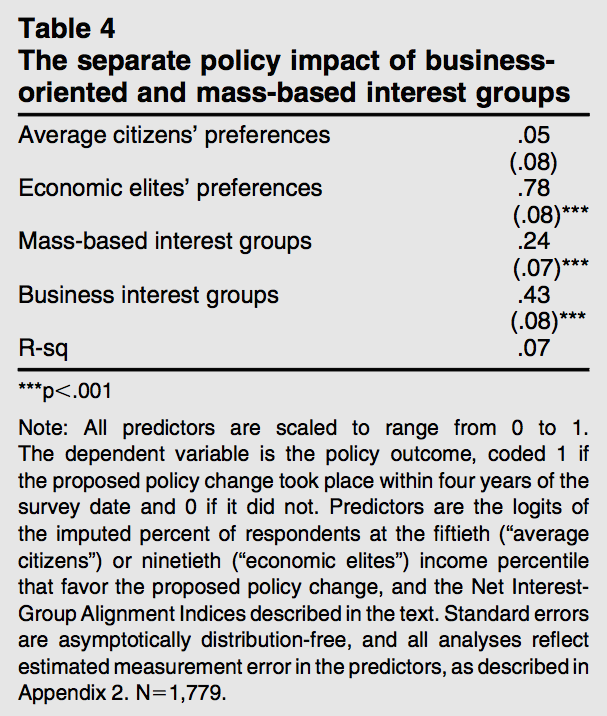 Table 4
The separate policy impact of business-
oriented and mass-based interest groups
Average citizens’ preferences .05
(.08)
Economic elites’ preferences .78
(.08)***
Mass-based interest groups .24
(.07)***
Business interest groups .43
(.08)***
R-sq .07
***p<.001
Note: All predictors are scaled to range from 0 to 1.
The dependent variable is the policy outcome, coded 1 if
the proposed policy change took place within four years of the
survey date and 0 if it did not. Predictors are the logits of
the imputed percent of respondents at the fiftieth (“average
citizens”) or ninetieth (“economic elites”) income percentile
that favor the proposed policy change, and the Net Interest-
Group Alignment Indices described in the text. Standard errors
are asymptotically distribution-free, and all analyses reflect
estimated measurement error in the predictors, as described in
Appendix 2. N=1,779.